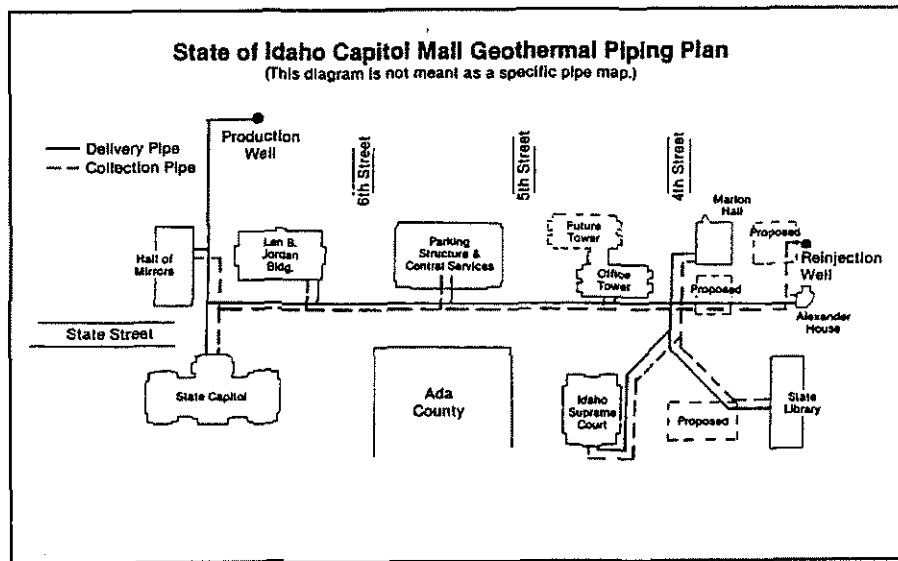 State of Idaho Capitol Mall Geothermal Piping Plan
(This diagram is not meant as a specific pipe map.)
Production
Well
Delivery Pipe
Collection Pipe
6th Street
5th Street
4th Street
Hall of
Mirrors
Len B.
Jordan
Bldg.
Parking
Structure &
Central Services
Future
Tower
Office
Tower
Marion
Hall
Proposed
Reinjection
Well
Proposed
Alexander
House
State Street
State Capitol
Ada
County
Idaho
Supreme
Court
Proposed
State
Library